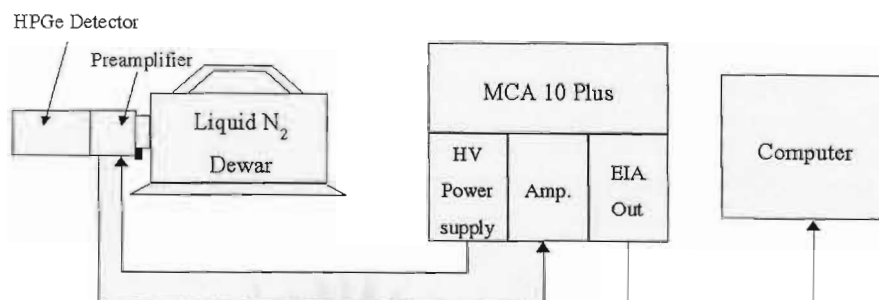 HPGe Detector
Preamplifier
Liquid N₂
Dewar
MCA 10 Plus
HV
Power
supply
Amp.
EIA
Out
Computer